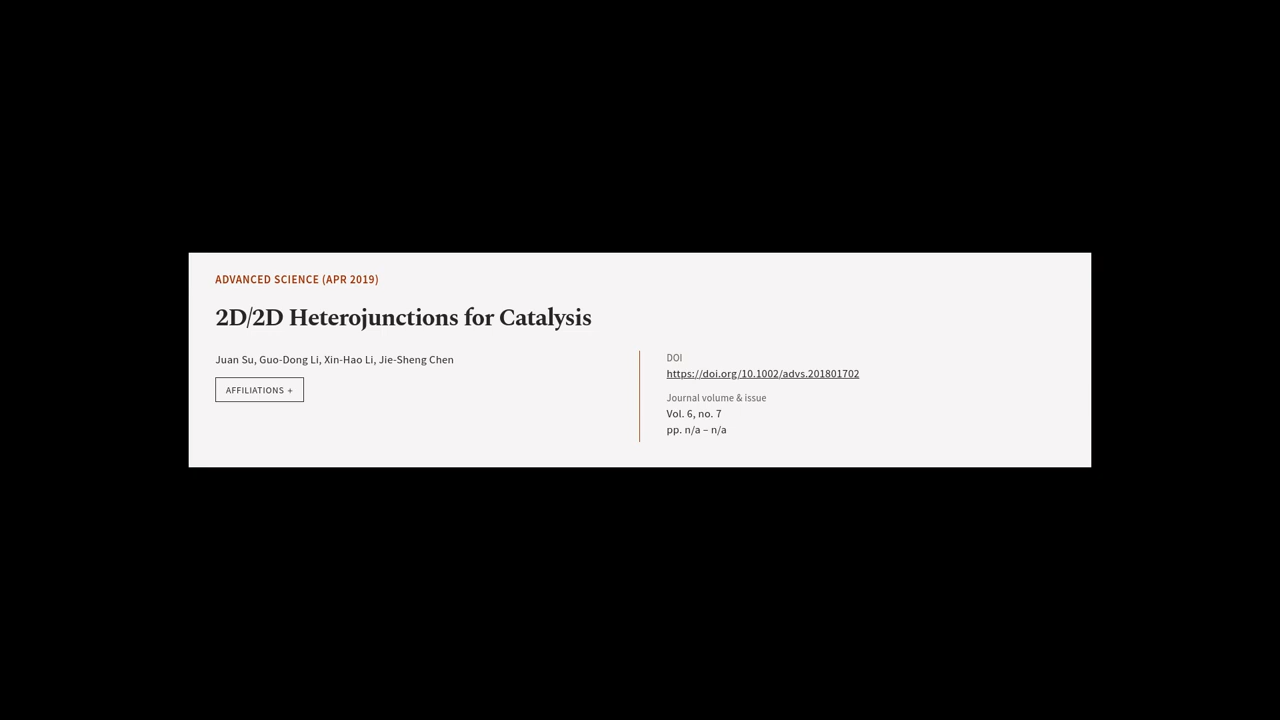 ADVANCED SCIENCE (APR 2019)
2D/2D Heterojunctions for Catalysis
Juan Su, Guo-Dong Li, Xin-Hao Li, Jie-Sheng Chen
AFFILIATIONS +
DOI
https://doi.org/10.1002/advs.201801702
Journal volume & issue
Vol. 6, no. 7
pp. n/a – n/a